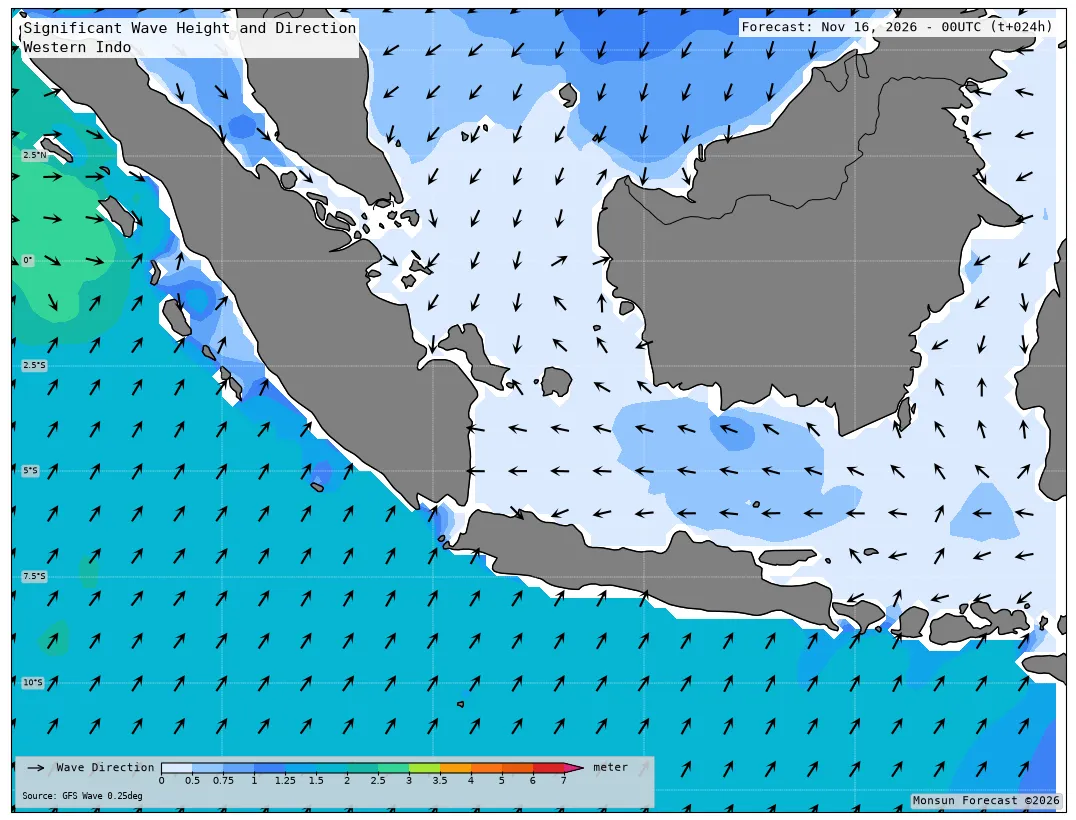 Significant Wave Height and Direction
Western Indo
Forecast: Nov 16, 2026 - 00UTC (t+024h)
2.5°N
0°
2.5°S
5°S
7.5°S
10°S
Wave Direction
0 0.5 0.75 1 1.25 1.5 2 2.5 3 3.5 4 5 6 7
meter
Source: GFS Wave 0.25deg
Monsun Forecast ©2026